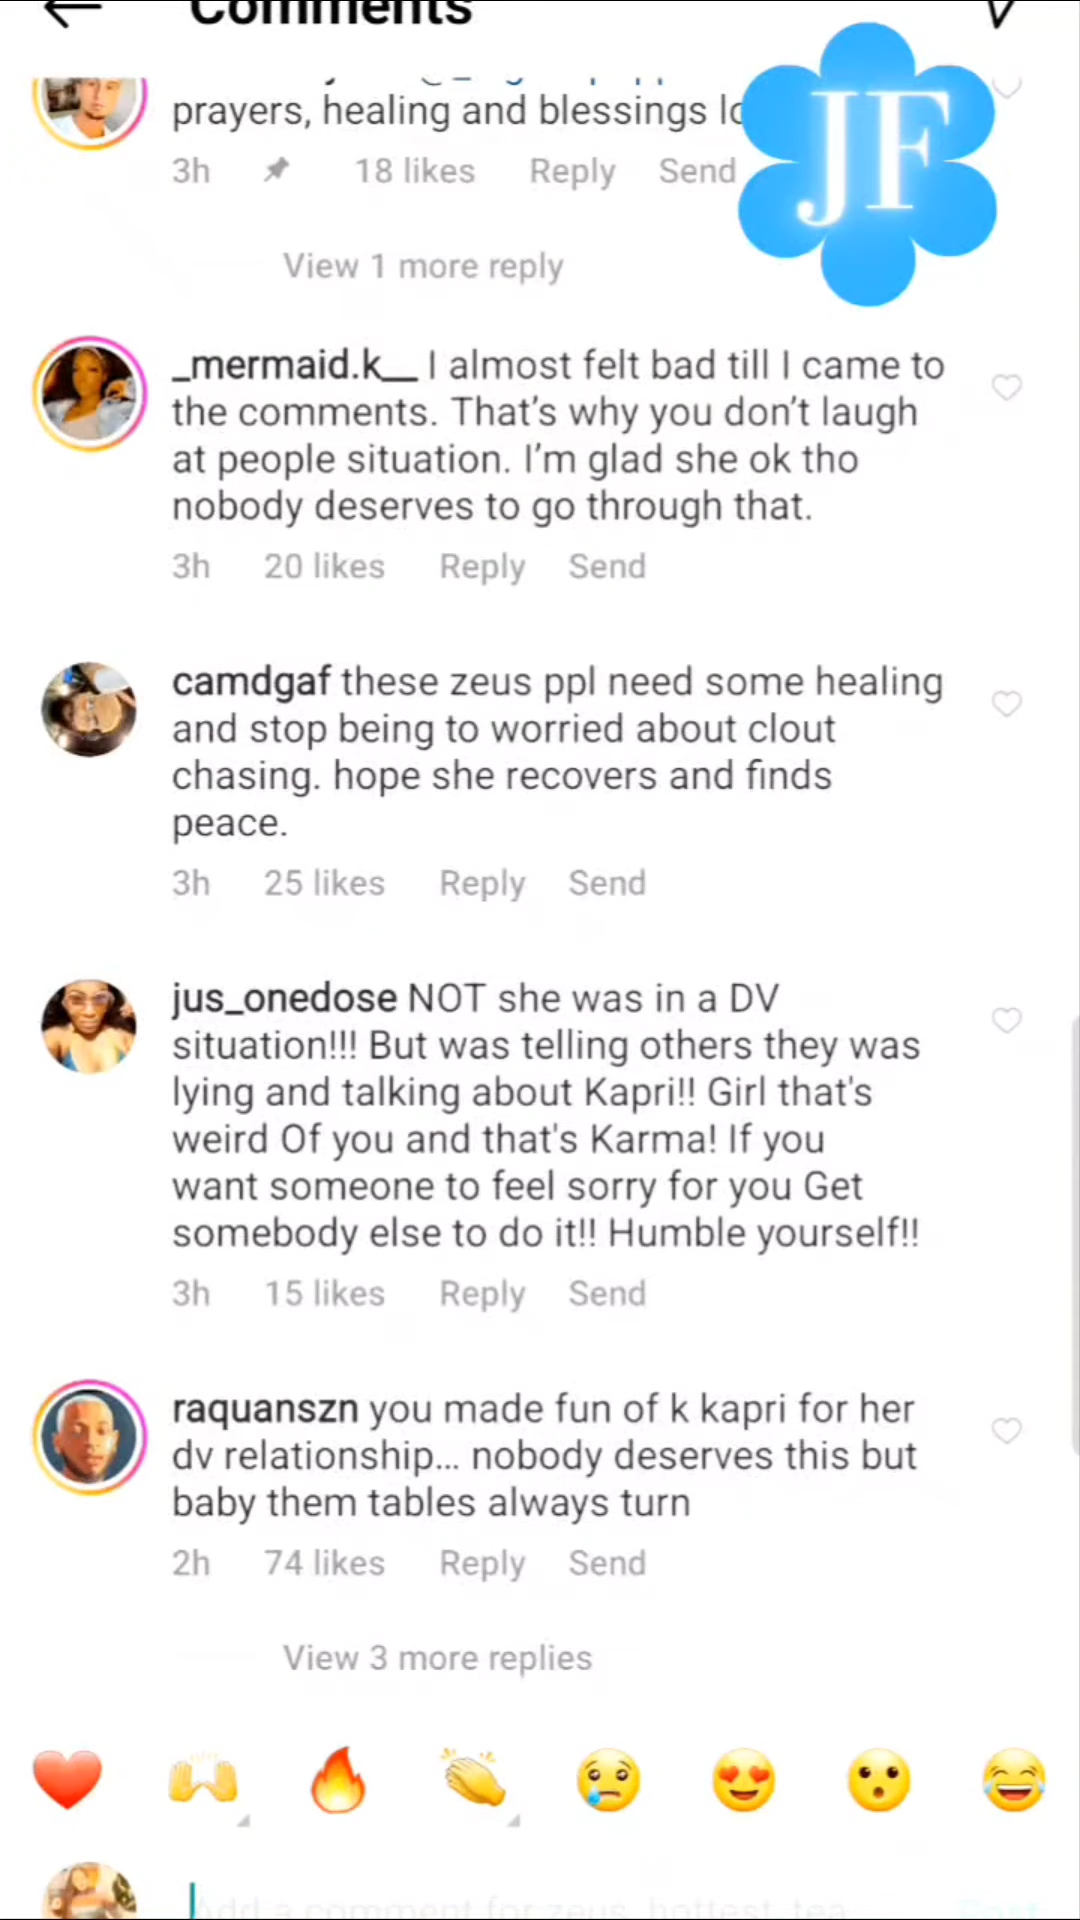 Comments
JF
prayers, healing and blessings
3h 18 likes Reply Send
View 1 more reply
_mermaid.k__ I almost felt bad till I came to
the comments. That’s why you don’t laugh
at people situation. I’m glad she ok tho
nobody deserves to go through that.
3h 20 likes Reply Send
camdgaf these zeus ppl need some healing
and stop being to worried about clout
chasing. hope she recovers and finds
peace.
3h 25 likes Reply Send
jus_onedose NOT she was in a DV
situation!!! But was telling others they was
lying and talking about Kapri!! Girl that's
weird Of you and that's Karma! If you
want someone to feel sorry for you Get
somebody else to do it!! Humble yourself!!
3h 15 likes Reply Send
raquanszn you made fun of k kapri for her
dv relationship... nobody deserves this but
baby them tables always turn
2h 74 likes Reply Send
View 3 more replies
Add a comment for zeus_hottest_tea... Post